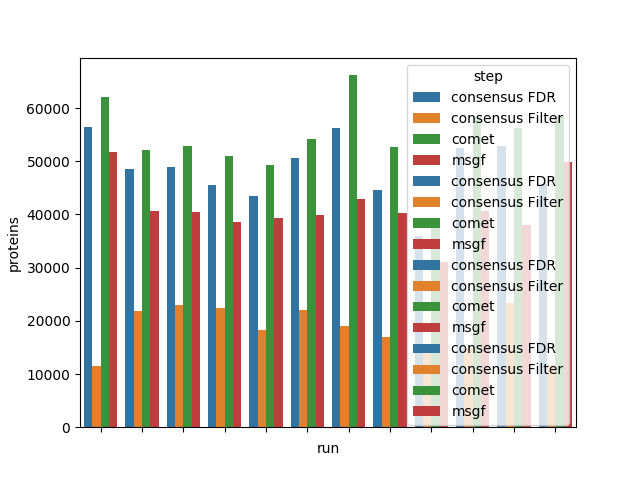 step
consensus FDR
consensus Filter
comet
msgf
consensus FDR
consensus Filter
comet
msgf
consensus FDR
consensus Filter
comet
msgf
consensus FDR
consensus Filter
comet
msgf
60000
50000
40000
30000
20000
10000
0
proteins
run